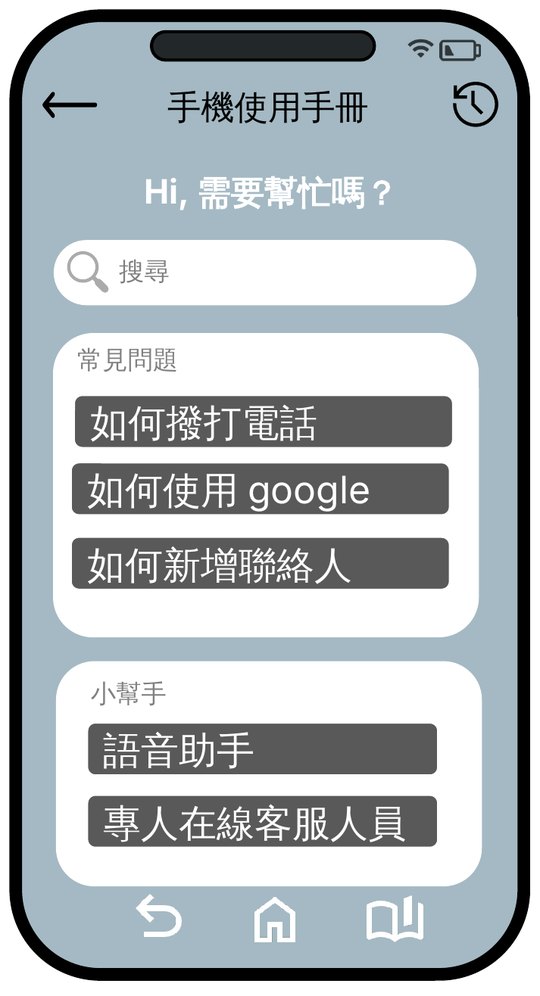 手機使用手冊
Hi, 需要幫忙嗎？
搜尋
常見問題
如何撥打電話
如何使用 google
如何新增聯絡人
小幫手
語音助手
專人在線客服人員